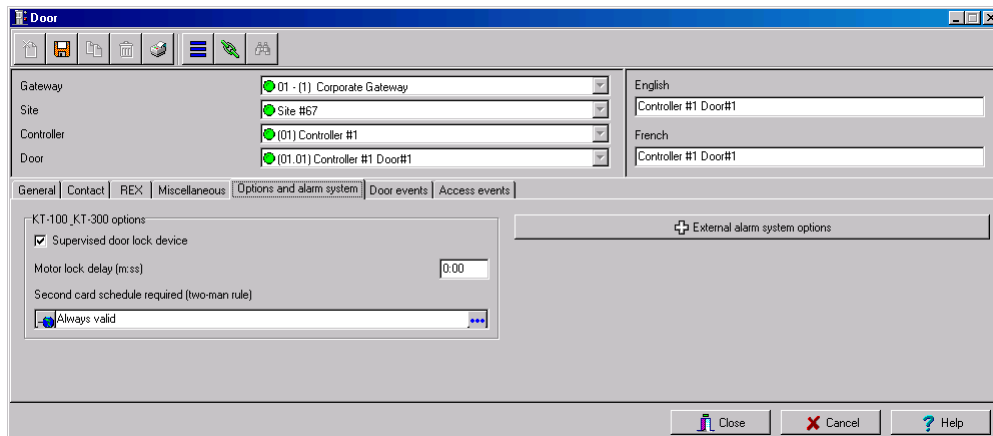 Door
Gateway
01 - (1) Corporate Gateway
English
Controller #1 Door#1
Site
Site #67
Controller
(01) Controller #1
French
Controller #1 Door#1
Door
(01.01) Controller #1 Door#1
General Contact REX Miscellaneous Options and alarm system Door events Access events
KT-100_KT-300 options
External alarm system options
Supervised door lock device
Motor lock delay (m:ss) 0:00
Second card schedule required (two-man rule)
Always valid
Close Cancel Help